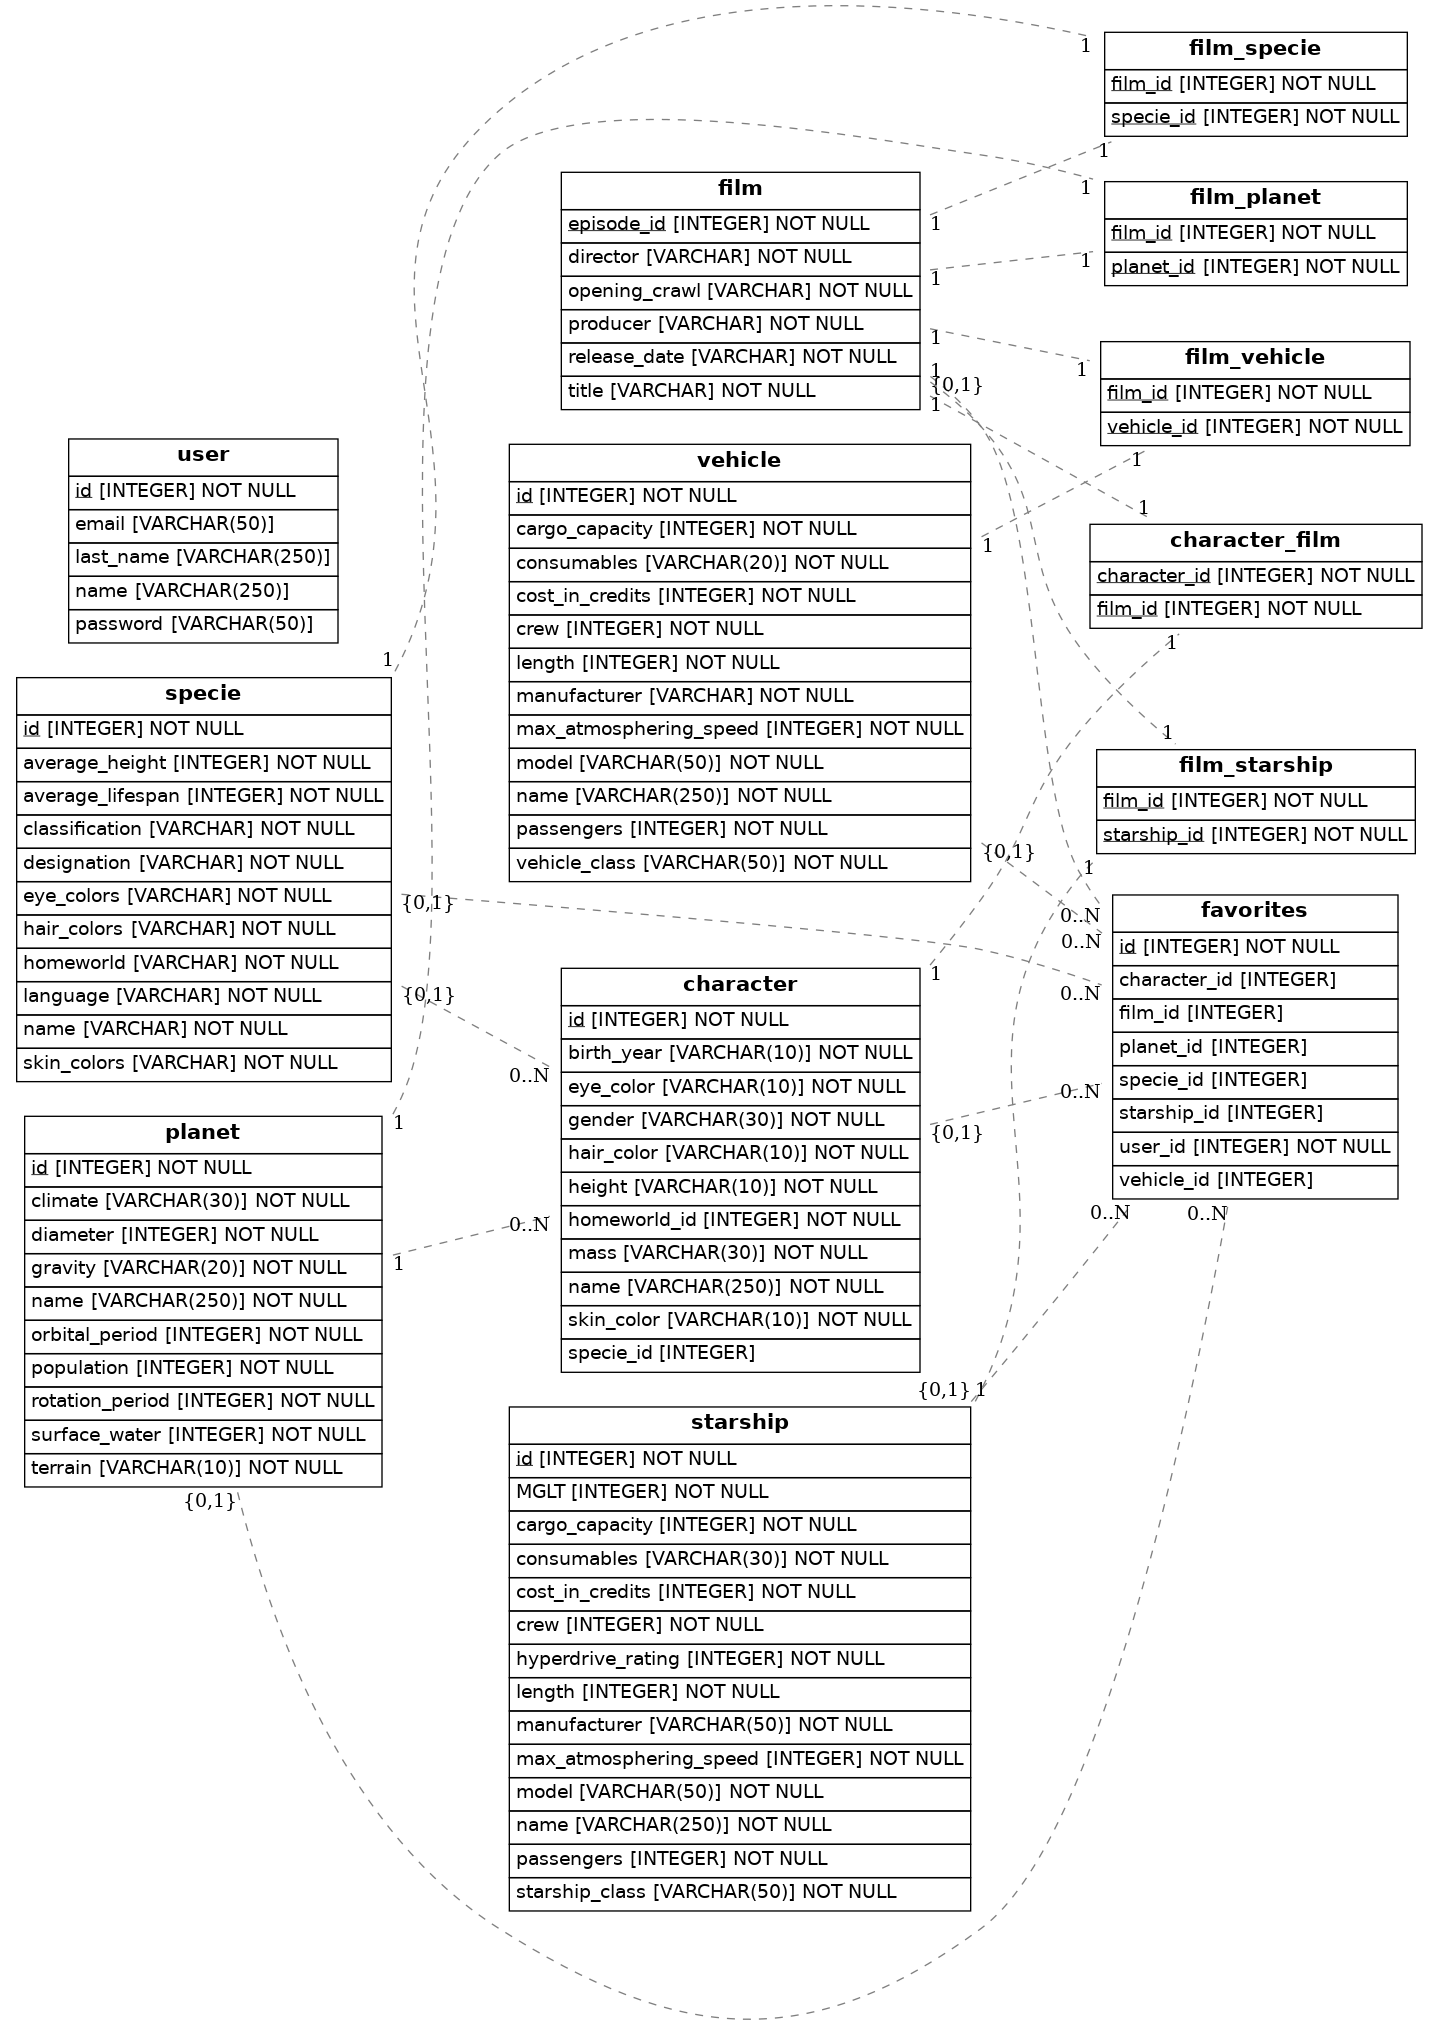 film_specie
film_id [INTEGER] NOT NULL
specie_id [INTEGER] NOT NULL
1
1
film_planet
film_id [INTEGER] NOT NULL
planet_id [INTEGER] NOT NULL
1
1
film
episode_id [INTEGER] NOT NULL
director [VARCHAR] NOT NULL
opening_crawl [VARCHAR] NOT NULL
producer [VARCHAR] NOT NULL
release_date [VARCHAR] NOT NULL
title [VARCHAR] NOT NULL
1
1
1
1
{0,1}
1
film_vehicle
film_id [INTEGER] NOT NULL
vehicle_id [INTEGER] NOT NULL
1
1
user
id [INTEGER] NOT NULL
email [VARCHAR(50)]
last_name [VARCHAR(250)]
name [VARCHAR(250)]
password [VARCHAR(50)]
vehicle
id [INTEGER] NOT NULL
cargo_capacity [INTEGER] NOT NULL
consumables [VARCHAR(20)] NOT NULL
cost_in_credits [INTEGER] NOT NULL
crew [INTEGER] NOT NULL
length [INTEGER] NOT NULL
manufacturer [VARCHAR] NOT NULL
max_atmosphering_speed [INTEGER] NOT NULL
model [VARCHAR(50)] NOT NULL
name [VARCHAR(250)] NOT NULL
passengers [INTEGER] NOT NULL
vehicle_class [VARCHAR(50)] NOT NULL
1
{0,1}
character_film
character_id [INTEGER] NOT NULL
film_id [INTEGER] NOT NULL
1
1
specie
id [INTEGER] NOT NULL
average_height [INTEGER] NOT NULL
average_lifespan [INTEGER] NOT NULL
classification [VARCHAR] NOT NULL
designation [VARCHAR] NOT NULL
eye_colors [VARCHAR] NOT NULL
hair_colors [VARCHAR] NOT NULL
homeworld [VARCHAR] NOT NULL
language [VARCHAR] NOT NULL
name [VARCHAR] NOT NULL
skin_colors [VARCHAR] NOT NULL
1
{0,1}
{0,1}
film_starship
film_id [INTEGER] NOT NULL
starship_id [INTEGER] NOT NULL
1
1
favorites
id [INTEGER] NOT NULL
character_id [INTEGER]
film_id [INTEGER]
planet_id [INTEGER]
specie_id [INTEGER]
starship_id [INTEGER]
user_id [INTEGER] NOT NULL
vehicle_id [INTEGER]
0..N
0..N
0..N
0..N
0..N
0..N
character
id [INTEGER] NOT NULL
birth_year [VARCHAR(10)] NOT NULL
eye_color [VARCHAR(10)] NOT NULL
gender [VARCHAR(30)] NOT NULL
hair_color [VARCHAR(10)] NOT NULL
height [VARCHAR(10)] NOT NULL
homeworld_id [INTEGER] NOT NULL
mass [VARCHAR(30)] NOT NULL
name [VARCHAR(250)] NOT NULL
skin_color [VARCHAR(10)] NOT NULL
specie_id [INTEGER]
1
{0,1}
0..N
0..N
planet
id [INTEGER] NOT NULL
climate [VARCHAR(30)] NOT NULL
diameter [INTEGER] NOT NULL
gravity [VARCHAR(20)] NOT NULL
name [VARCHAR(250)] NOT NULL
orbital_period [INTEGER] NOT NULL
population [INTEGER] NOT NULL
rotation_period [INTEGER] NOT NULL
surface_water [INTEGER] NOT NULL
terrain [VARCHAR(10)] NOT NULL
1
1
{0,1}
{0,1} 1
starship
id [INTEGER] NOT NULL
MGLT [INTEGER] NOT NULL
cargo_capacity [INTEGER] NOT NULL
consumables [VARCHAR(30)] NOT NULL
cost_in_credits [INTEGER] NOT NULL
crew [INTEGER] NOT NULL
hyperdrive_rating [INTEGER] NOT NULL
length [INTEGER] NOT NULL
manufacturer [VARCHAR(50)] NOT NULL
max_atmosphering_speed [INTEGER] NOT NULL
model [VARCHAR(50)] NOT NULL
name [VARCHAR(250)] NOT NULL
passengers [INTEGER] NOT NULL
starship_class [VARCHAR(50)] NOT NULL